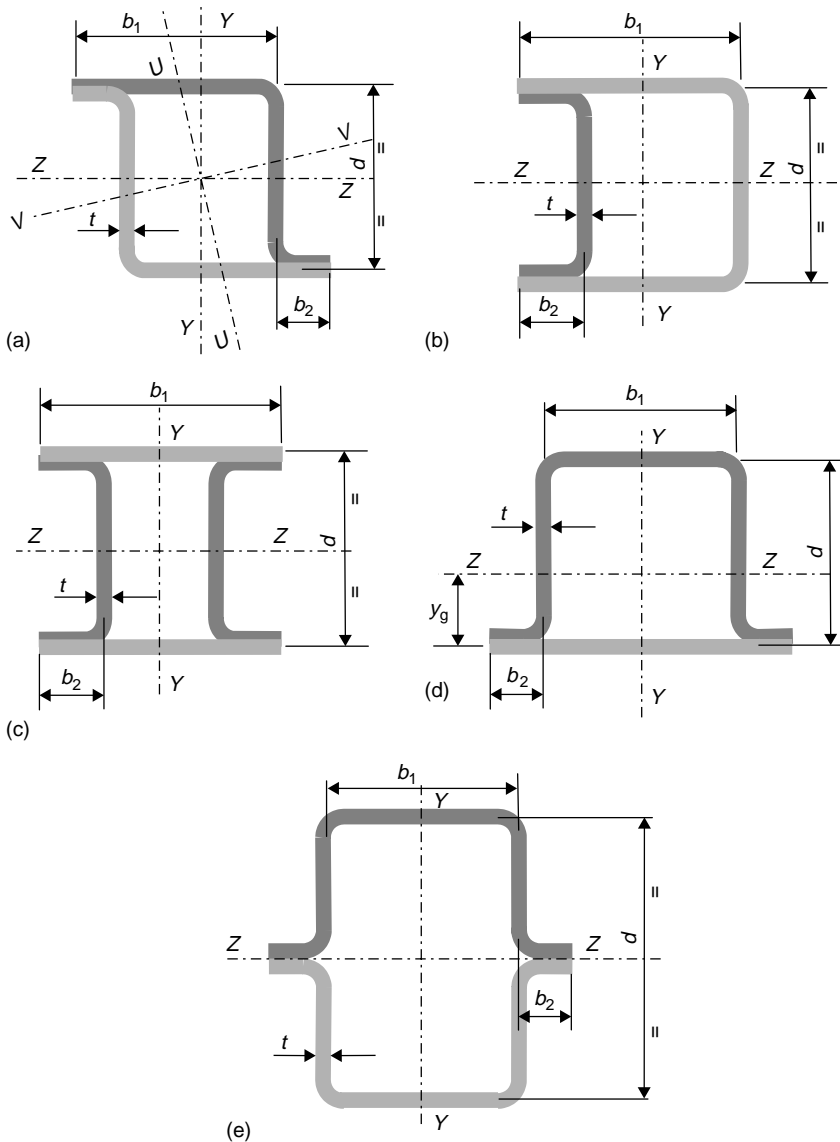 b1 Y
U
V
Z d =
Z
V t =
b2
Y U
(a)
b1
Y
Z Z d =
t =
b2
Y
(b)
b1
Y
=
Z Z d
t =
b2 Y
(c)
b1
Y
t d
Z Z
yg
b2
Y
(d)
b1
Y
=
d
Z Z
b2
t =
Y
(e)